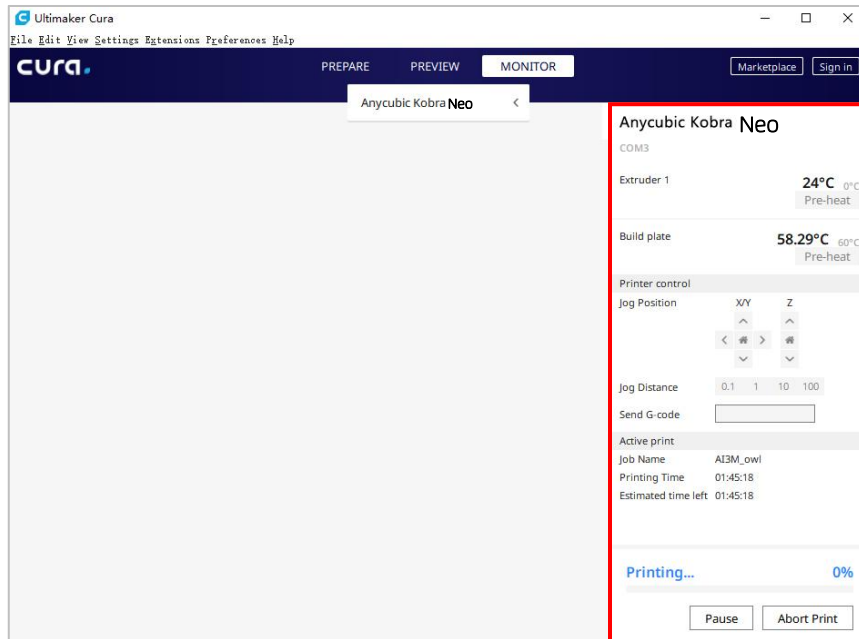 Ultimaker Cura
File Edit View Settings Extensions Preferences Help
cura.
PREPARE PREVIEW MONITOR
Marketplace Sign in
Anycubic Kobra Neo
Anycubic Kobra Neo
COM3
Extruder 1 24°C 0°C
Pre-heat
Build plate 58.29°C 60°C
Pre-heat
Printer control
Jog Position X/Y Z
Jog Distance 0.1 1 10 100
Send G-code
Active print
Job Name AI3M_owl
Printing Time 01:45:18
Estimated time left 01:45:18
Printing... 0%
Pause Abort Print